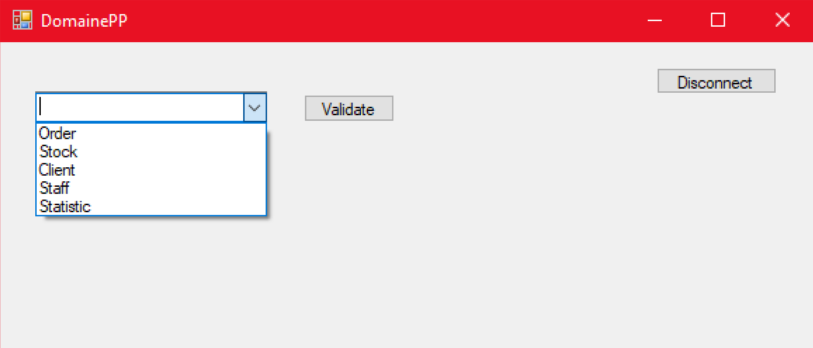 DomainePP
Disconnect
Validate
Order
Stock
Client
Staff
Statistic